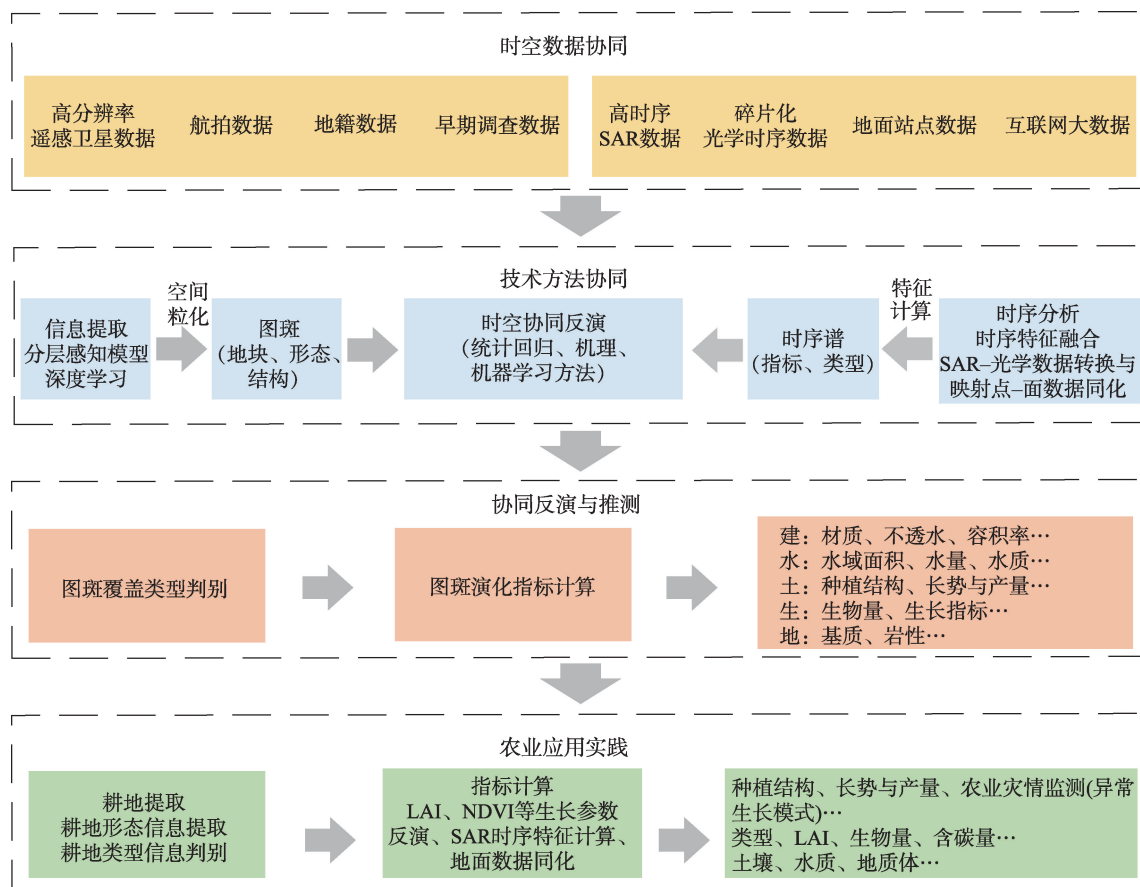 时空数据协同
高分辨率
遥感卫星数据
航拍数据
地籍数据
早期调查数据
高时序
SAR数据
碎片化
光学时序数据
地面站点数据
互联网大数据
技术方法协同
信息提取
分层感知模型
深度学习
空间
粒化
图斑
(地块、形态、
结构)
时空协同反演
(统计回归、机理、
机器学习方法)
时序谱
(指标、类型)
特征
计算
时序分析
时序特征融合
SAR–光学数据转换与
映射点–面数据同化
协同反演与推测
图斑覆盖类型判别
图斑演化指标计算
建：材质、不透水、容积率…
水：水域面积、水量、水质…
土：种植结构、长势与产量…
生：生物量、生长指标…
地：基质、岩性…
农业应用实践
耕地提取
耕地形态信息提取
耕地类型信息判别
指标计算
LAI、NDVI等生长参数
反演、SAR时序特征计算、
地面数据同化
种植结构、长势与产量、农业灾情监测(异常
生长模式)…
类型、LAI、生物量、含碳量…
土壤、水质、地质体…